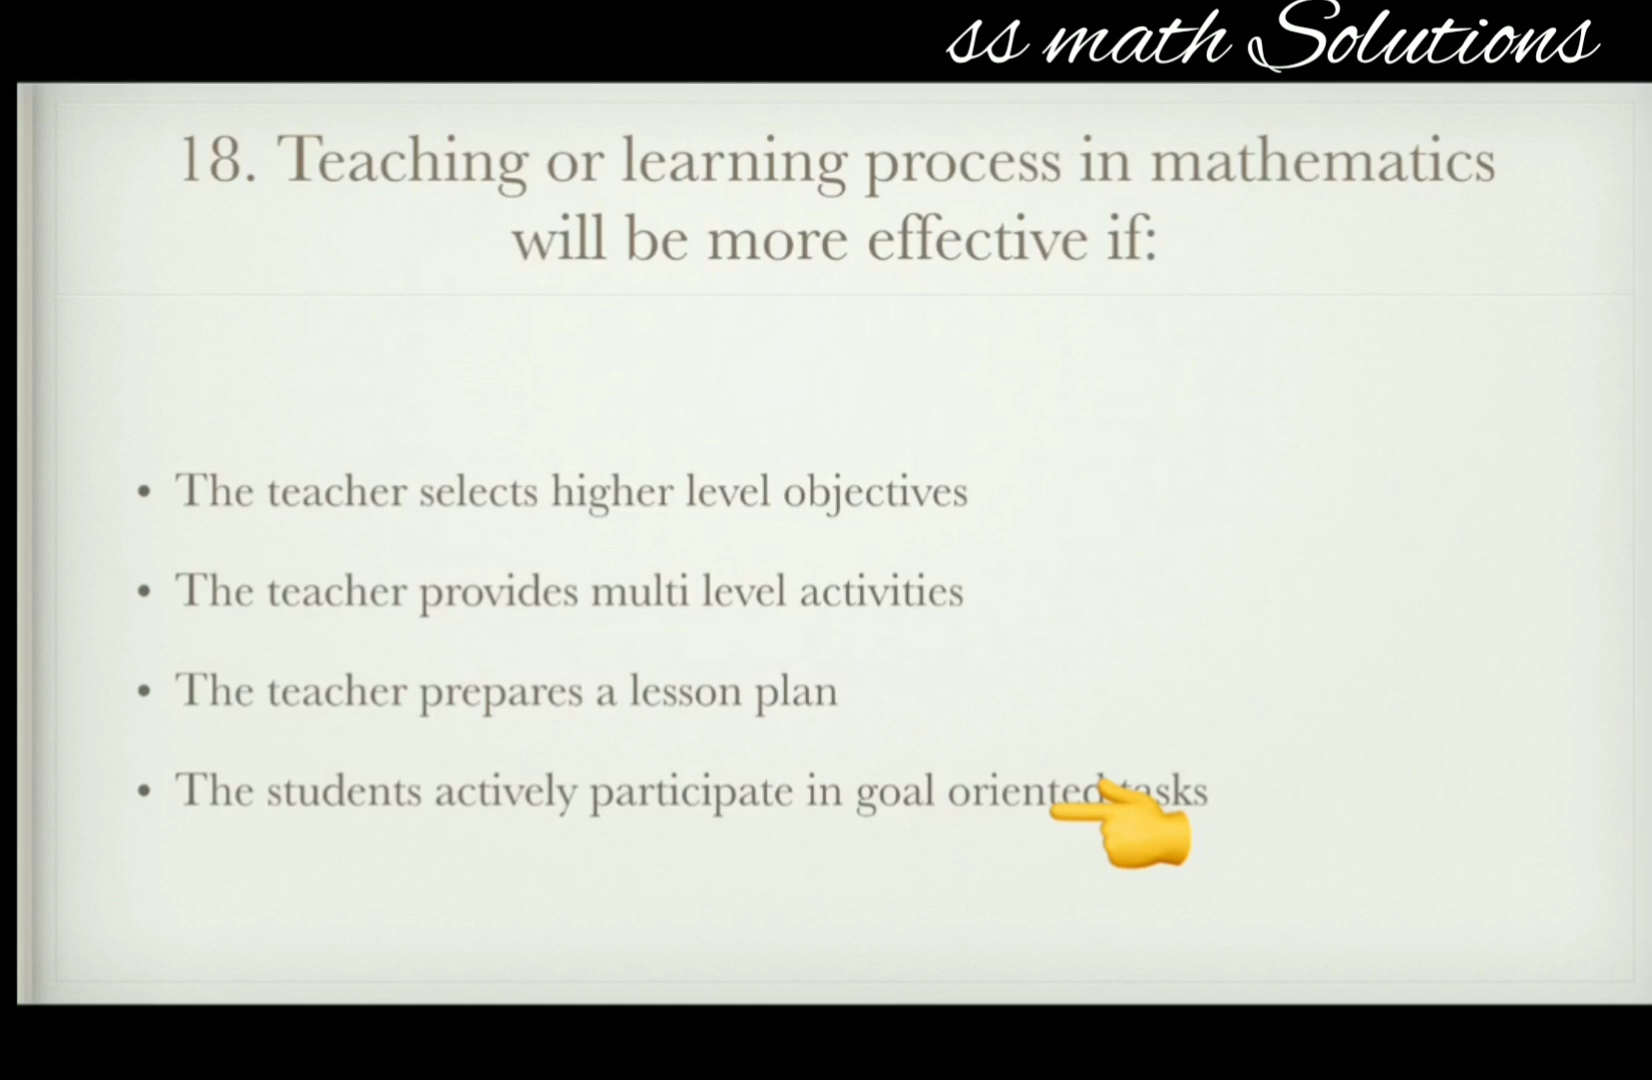 ss math Solutions
18. Teaching or learning process in mathematics
will be more effective if:
• The teacher selects higher level objectives
• The teacher provides multi level activities
• The teacher prepares a lesson plan
• The students actively participate in goal oriented tasks